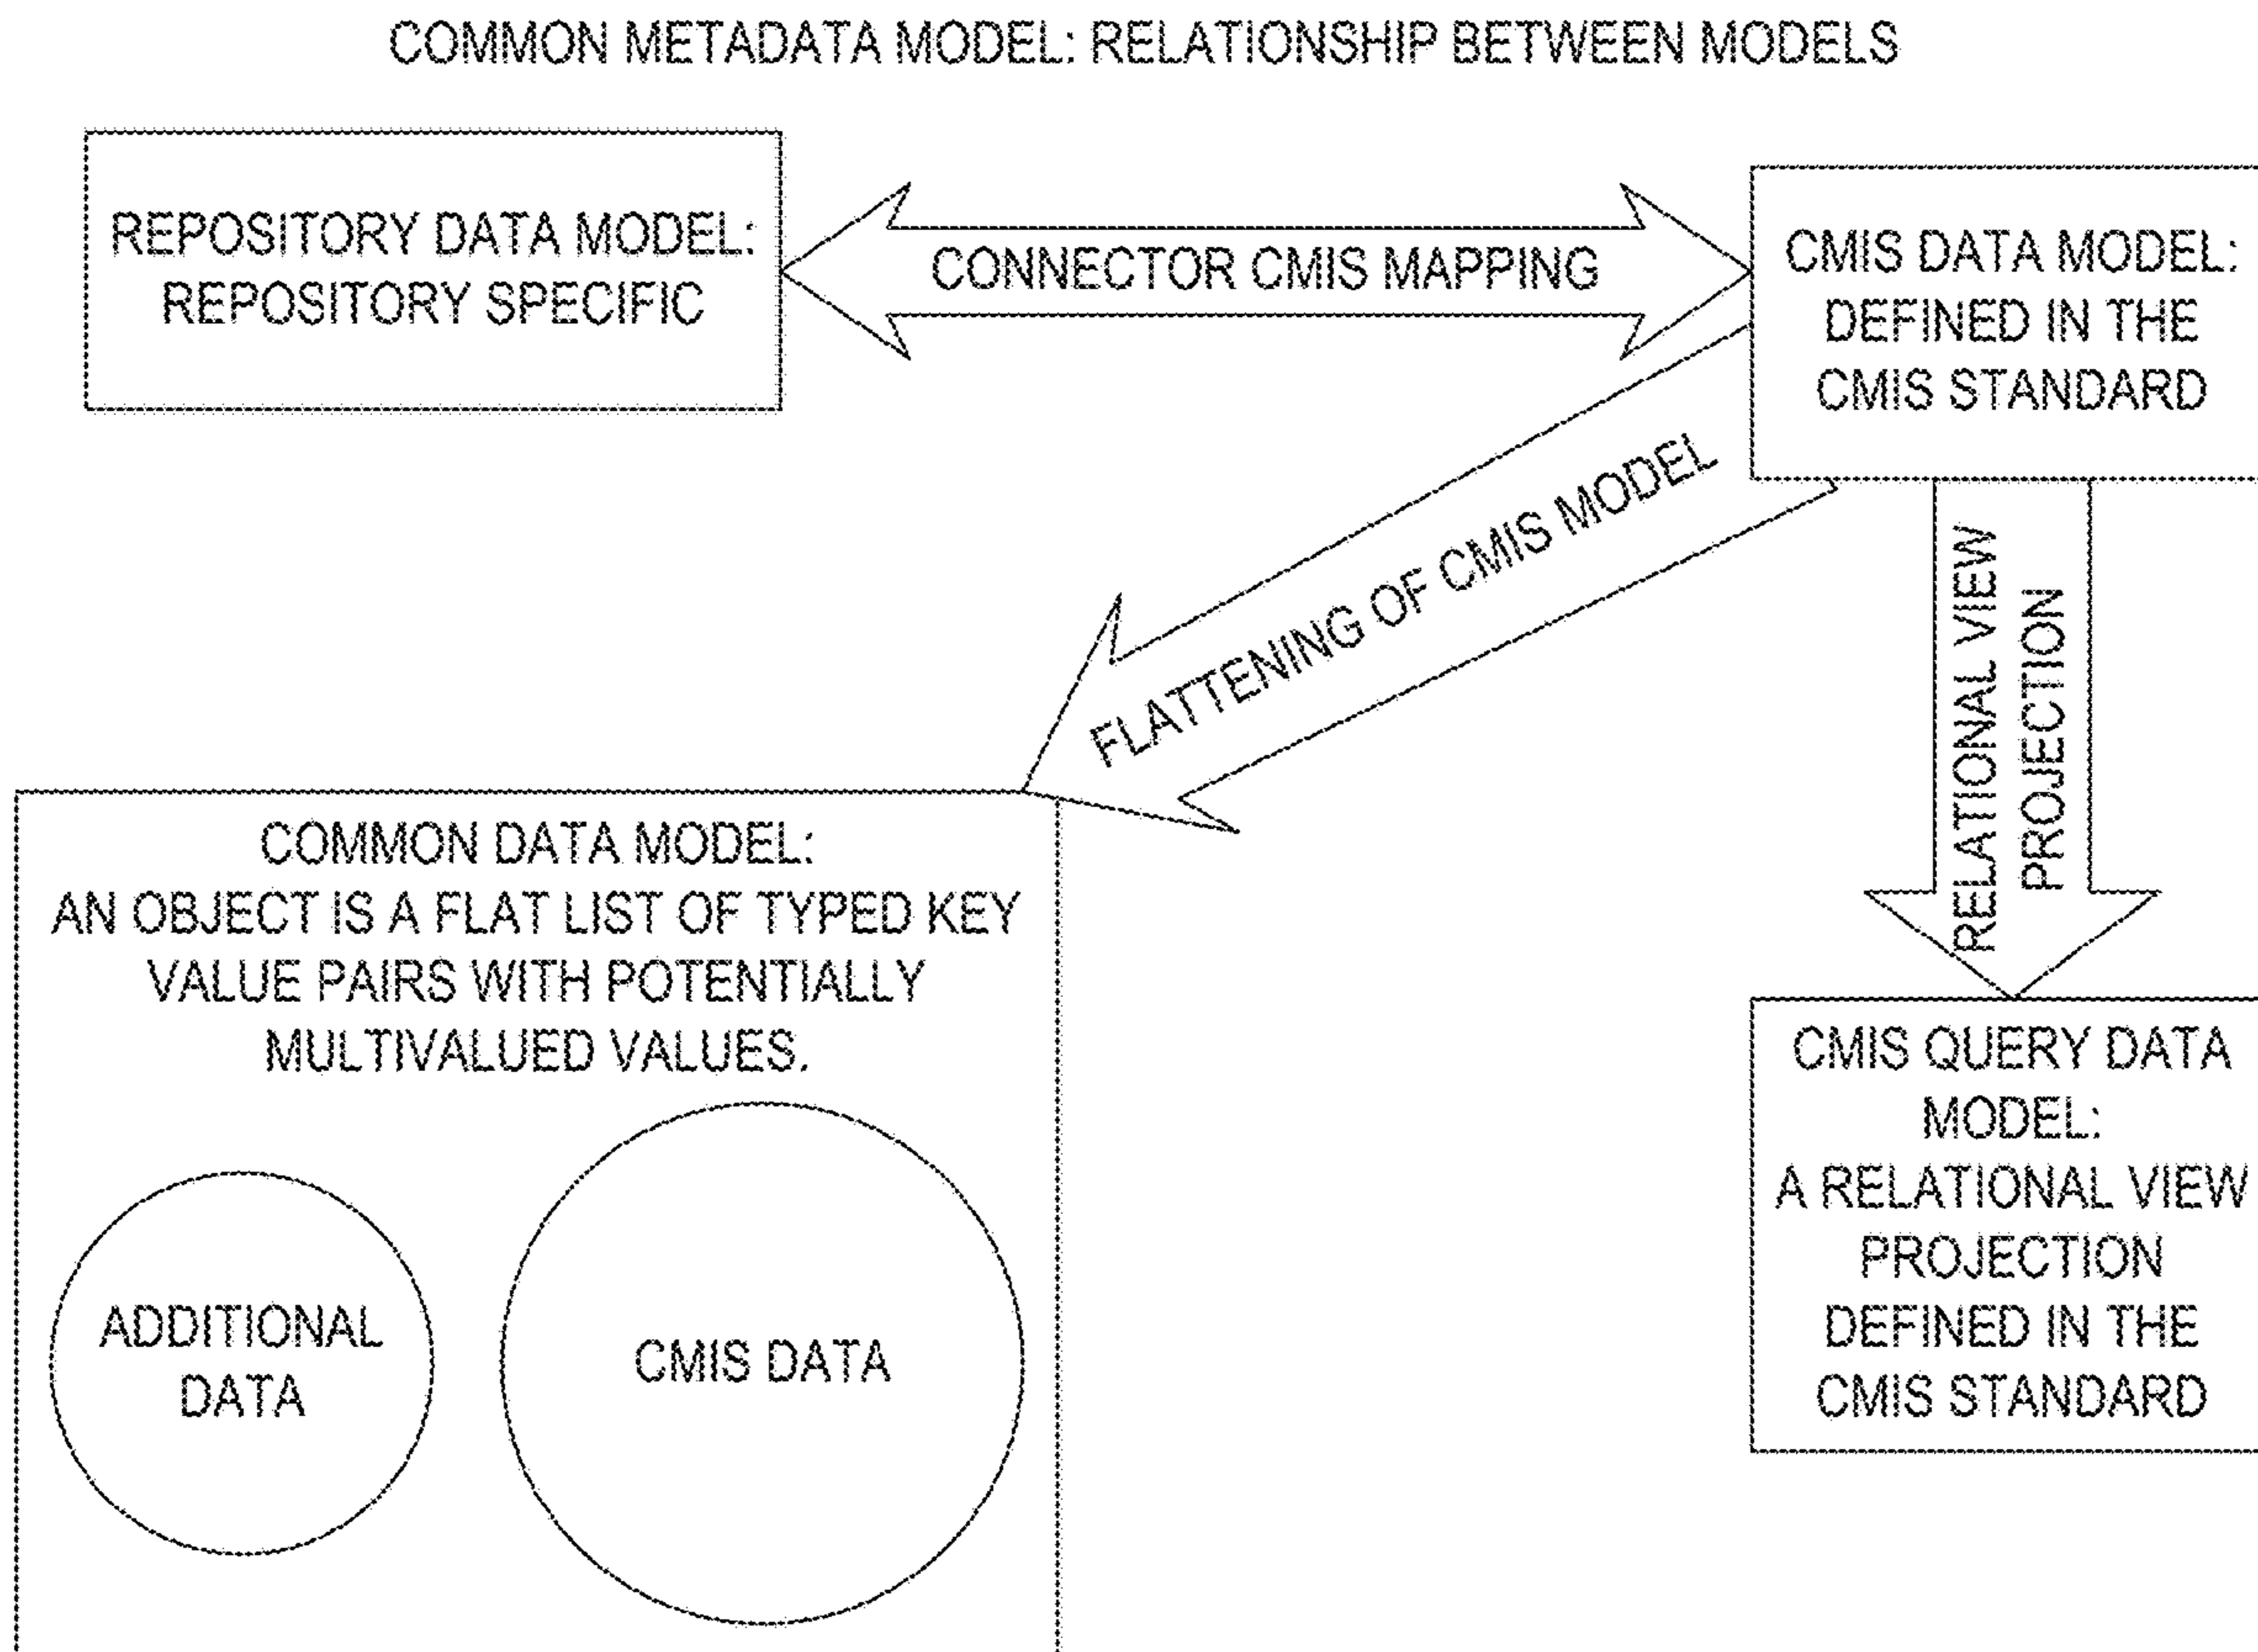 COMMON METADATA MODEL: RELATIONSHIP BETWEEN MODELS
REPOSITORY DATA MODEL:
REPOSITORY SPECIFIC
CONNECTOR CMIS MAPPING
CMIS DATA MODEL:
DEFINED IN THE
CMIS STANDARD
FLATTENING OF CMIS MODEL
RELATIONAL VIEW
PROJECTION
COMMON DATA MODEL:
AN OBJECT IS A FLAT LIST OF TYPED KEY
VALUE PAIRS WITH POTENTIALLY
MULTIVALUED VALUES.
ADDITIONAL
DATA
CMIS DATA
CMIS QUERY DATA
MODEL:
A RELATIONAL VIEW
PROJECTION
DEFINED IN THE
CMIS STANDARD